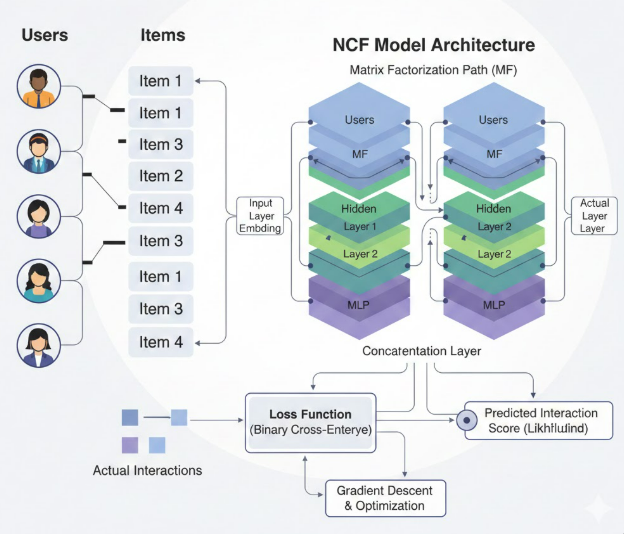 Users
Items
Item 1
Item 1
Item 3
Item 2
Item 4
Item 3
Item 1
Item 3
Item 4
NCF Model Architecture
Matrix Factorization Path (MF)
Input
Layer
Embding
Users
MF
Hidden
Layer 1
Layer 2
MLP
Users
MF
Hidden
Layer 2
Layer 2
MLP
Actual
Layer
Layer
Concatentation Layer
Actual Interactions
Loss Function
(Binary Cross-Enterye)
Predicted Interaction
Score
Gradient Descent
& Optimization